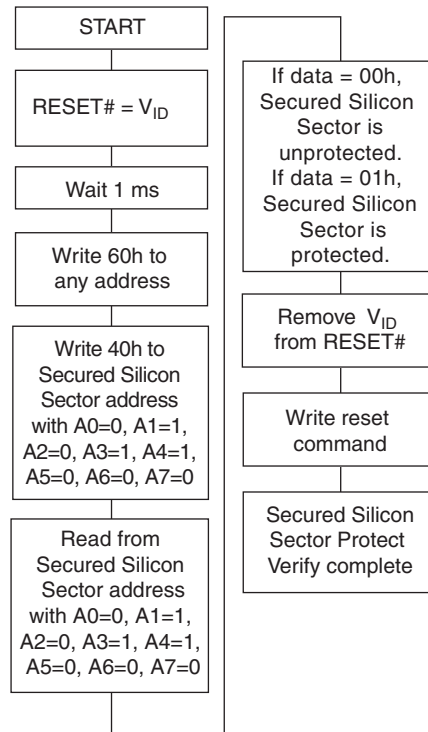 START
RESET# = VID
Wait 1 ms
Write 60h to
any address
Write 40h to
Secured Silicon
Sector address
with A0=0, A1=1,
A2=0, A3=1, A4=1,
A5=0, A6=0, A7=0
Read from
Secured Silicon
Sector address
with A0=0, A1=1,
A2=0, A3=1, A4=1,
A5=0, A6=0, A7=0
If data = 00h,
Secured Silicon
Sector is
unprotected.
If data = 01h,
Secured Silicon
Sector is
protected.
Remove VID
from RESET#
Write reset
command
Secured Silicon
Sector Protect
Verify complete